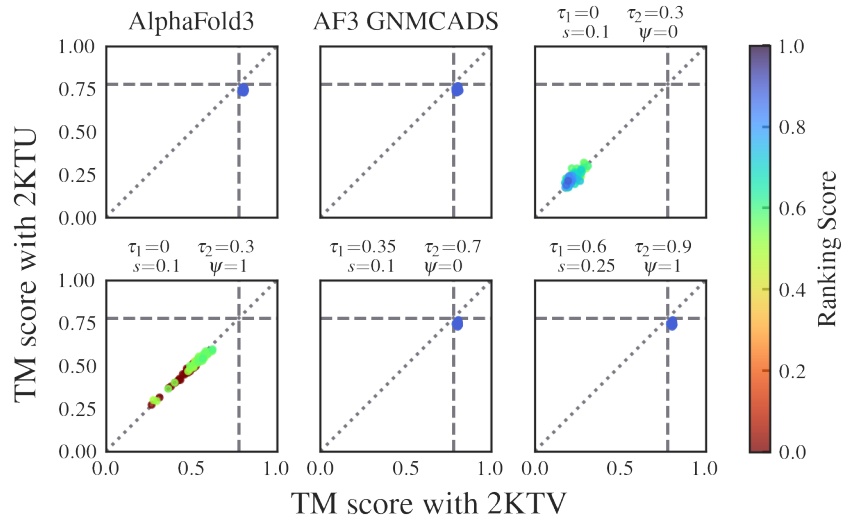 AlphaFold3
AF3 GNMCADS
τ₁=0 τ₂=0.3
s=0.1 ψ=0
1.00
0.75
0.50
0.25
0.00
TM score with 2KTU
τ₁=0 τ₂=0.3
s=0.1 ψ=1
τ₁=0.35 τ₂=0.7
s=0.1 ψ=0
τ₁=0.6 τ₂=0.9
s=0.25 ψ=1
1.00
0.75
0.50
0.25
0.00
0.0 0.5 1.0
0.0 0.5 1.0
0.0 0.5 1.0
TM score with 2KTV
1.0
0.8
0.6
0.4
0.2
0.0
Ranking Score